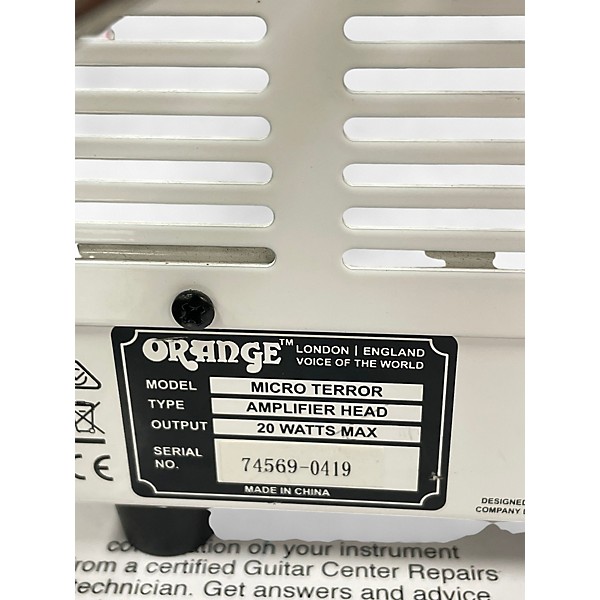 ORANGE™ LONDON | ENGLAND
VOICE OF THE WORLD
MODEL MICRO TERROR
TYPE AMPLIFIER HEAD
OUTPUT 20 WATTS MAX
SERIAL NO. 74569-0419
MADE IN CHINA
CE
DESIGNED
COMPANY
on your instrument
from a certified Guitar Center Repairs
technician. Get answers and advice